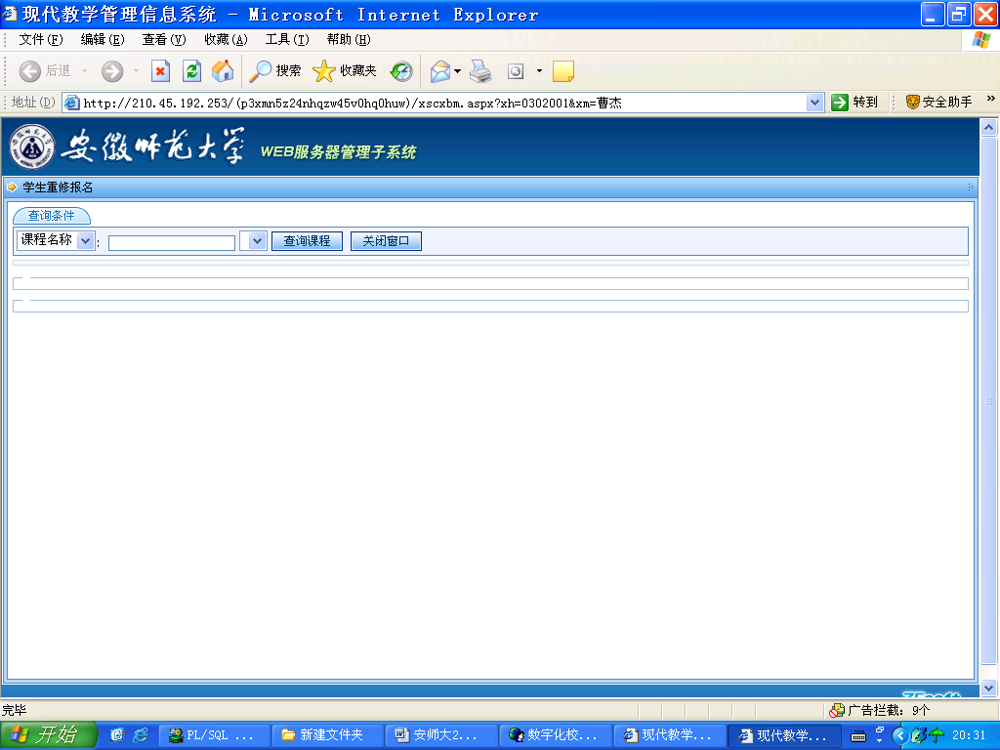 现代教学管理信息系统 - Microsoft Internet Explorer
文件(F) 编辑(E) 查看(V) 收藏(A) 工具(T) 帮助(H)
后退 搜索 收藏夹
地址(D) http://210.45.192.253/(p3xmn5z24nhqzw45v0hq0huw)/xscxbm.aspx?xh=0302001&xm=曹杰 转到 安全助手 »
安徽师范大学 WEB服务器管理子系统
学生重修报名
查询条件
课程名称 : 查询课程 关闭窗口
完毕 广告拦截: 9个
开始 PL/SQL ... 新建文件夹 安师大2... 数字化校... 现代教学... 现代教学... 20:31